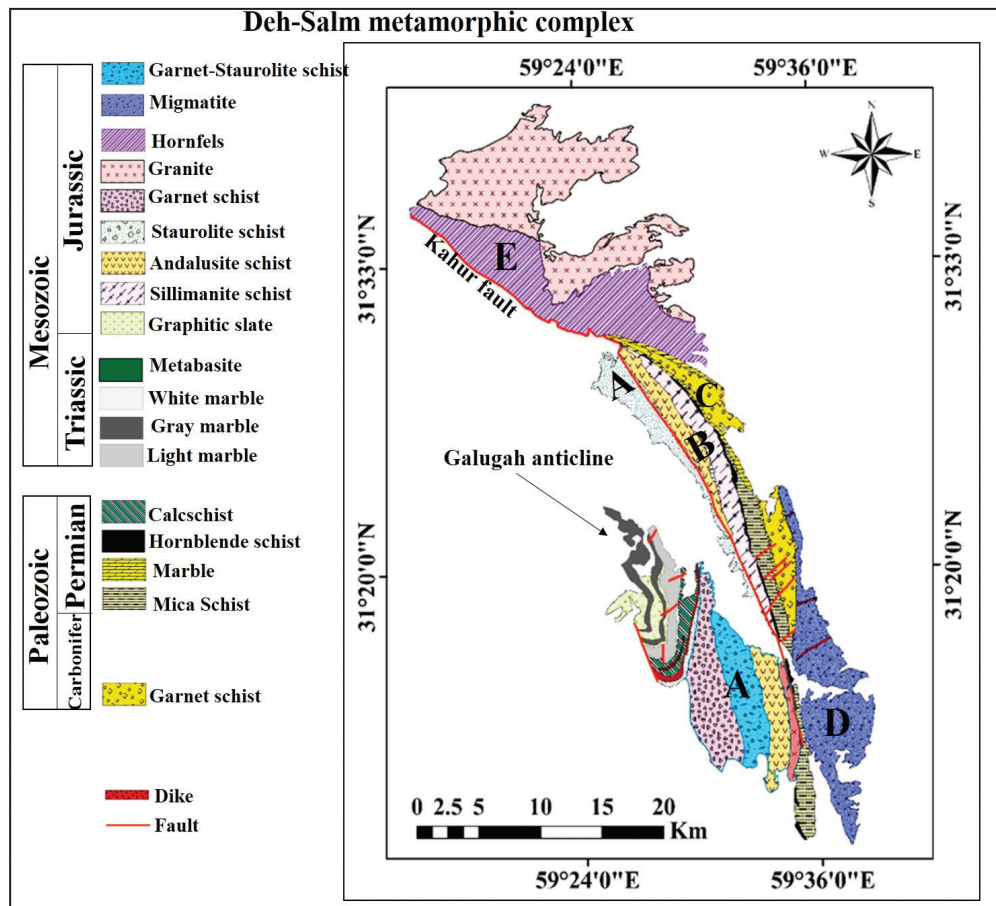 Deh-Salm metamorphic complex
Mesozoic
Jurassic
Garnet-Staurolite schist
Migmatite
Hornfels
Granite
Garnet schist
Staurolite schist
Andalusite schist
Sillimanite schist
Graphitic slate
Triassic
Metabasite
White marble
Gray marble
Light marble
Paleozoic
Permian
Calcschist
Hornblende schist
Marble
Mica Schist
Carbonifer
Garnet schist
Dike
Fault
59°24'0"E
59°36'0"E
N
W
E
S
31°33'0"N
31°33'0"N
E
Kahur fault
A
C
B
Galugah anticline
31°20'0"N
31°20'0"N
A
D
0 2.5 5 10 15 20
Km
59°24'0"E
59°36'0"E